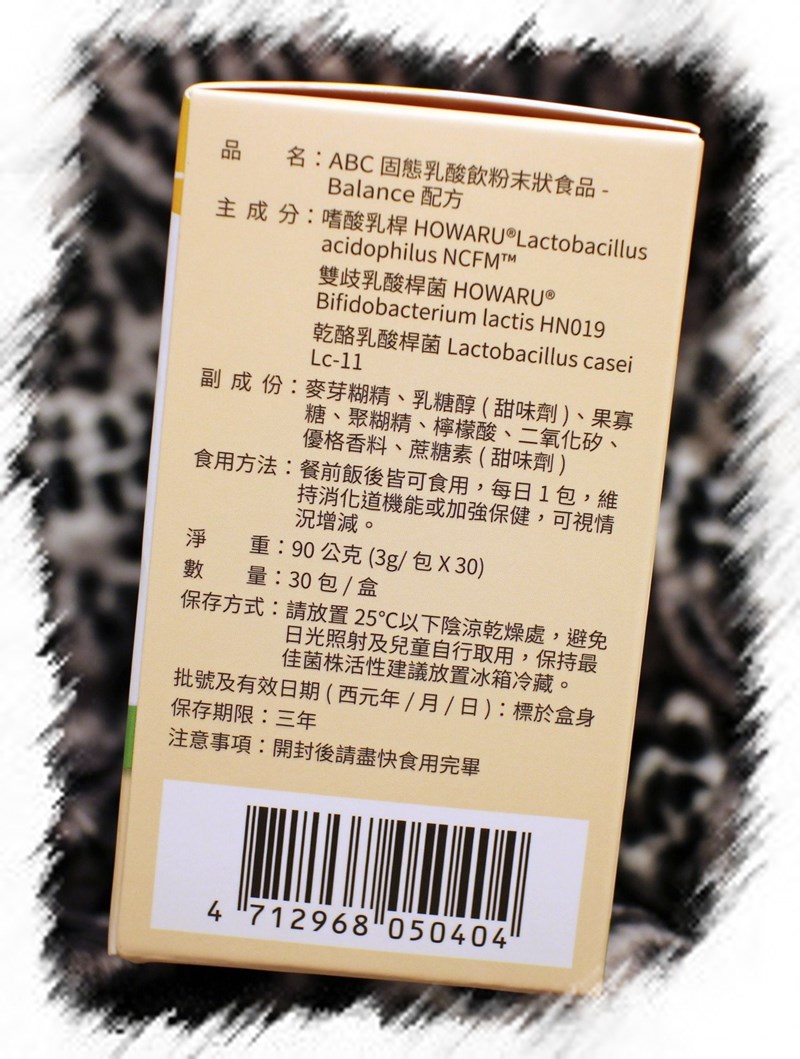 品　　名：ABC 固態乳酸飲粉末狀食品 -
Balance 配方
主 成 分：嗜酸乳桿 HOWARU®Lactobacillus
acidophilus NCFM™
雙歧乳酸桿菌 HOWARU®
Bifidobacterium lactis HN019
乾酪乳酸桿菌 Lactobacillus casei
Lc-11
副 成 份：麥芽糊精、乳糖醇 ( 甜味劑 )、果寡
糖、聚糊精、檸檬酸、二氧化矽、
優格香料、蔗糖素 ( 甜味劑 )
食用方法：餐前飯後皆可食用，每日 1 包，維
持消化道機能或加強保健，可視情
況增減。
淨　　重：90 公克 (3g/ 包 X 30)
數　　量：30 包 / 盒
保存方式：請放置 25℃以下陰涼乾燥處，避免
日光照射及兒童自行取用，保持最
佳菌株活性建議放置冰箱冷藏。
批號及有效日期 ( 西元年 / 月 / 日 )：標於盒身
保存期限：三年
注意事項：開封後請盡快食用完畢
4 712968 050404